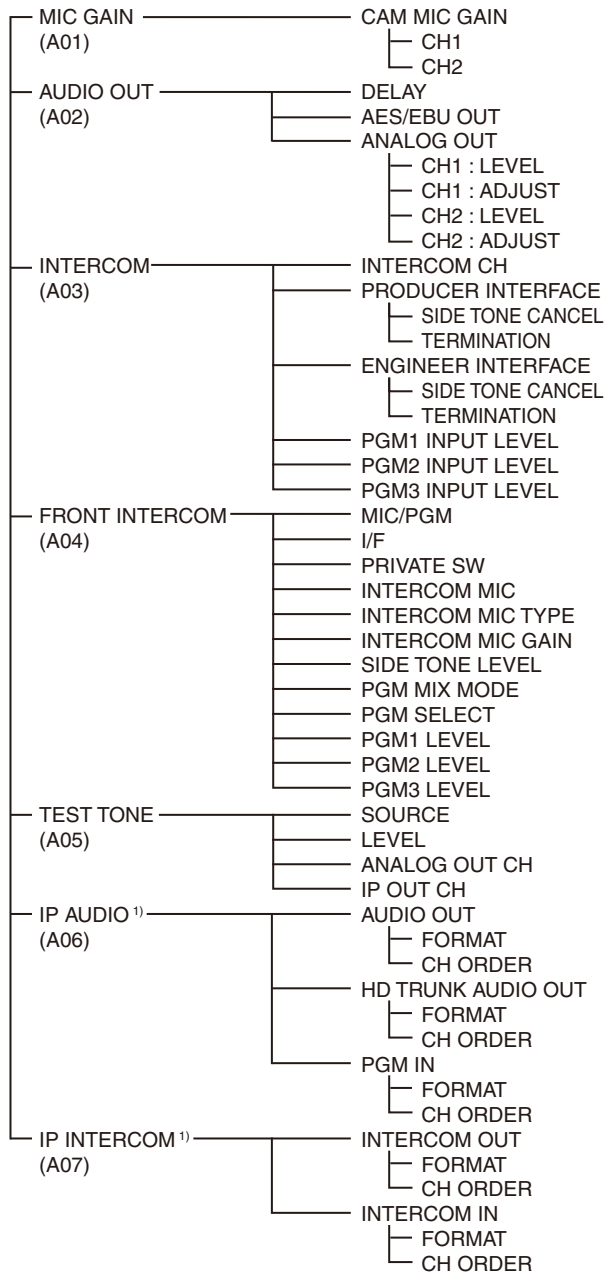 MIC GAIN CAM MIC GAIN
(A01) CH1
CH2
AUDIO OUT DELAY
(A02) AES/EBU OUT
ANALOG OUT
CH1 : LEVEL
CH1 : ADJUST
CH2 : LEVEL
CH2 : ADJUST
INTERCOM INTERCOM CH
(A03) PRODUCER INTERFACE
SIDE TONE CANCEL
TERMINATION
ENGINEER INTERFACE
SIDE TONE CANCEL
TERMINATION
PGM1 INPUT LEVEL
PGM2 INPUT LEVEL
PGM3 INPUT LEVEL
FRONT INTERCOM MIC/PGM
(A04) I/F
PRIVATE SW
INTERCOM MIC
INTERCOM MIC TYPE
INTERCOM MIC GAIN
SIDE TONE LEVEL
PGM MIX MODE
PGM SELECT
PGM1 LEVEL
PGM2 LEVEL
PGM3 LEVEL
TEST TONE SOURCE
(A05) LEVEL
ANALOG OUT CH
IP OUT CH
IP AUDIO 1) AUDIO OUT
(A06) FORMAT
CH ORDER
HD TRUNK AUDIO OUT
FORMAT
CH ORDER
PGM IN
FORMAT
CH ORDER
IP INTERCOM 1) INTERCOM OUT
(A07) FORMAT
CH ORDER
INTERCOM IN
FORMAT
CH ORDER